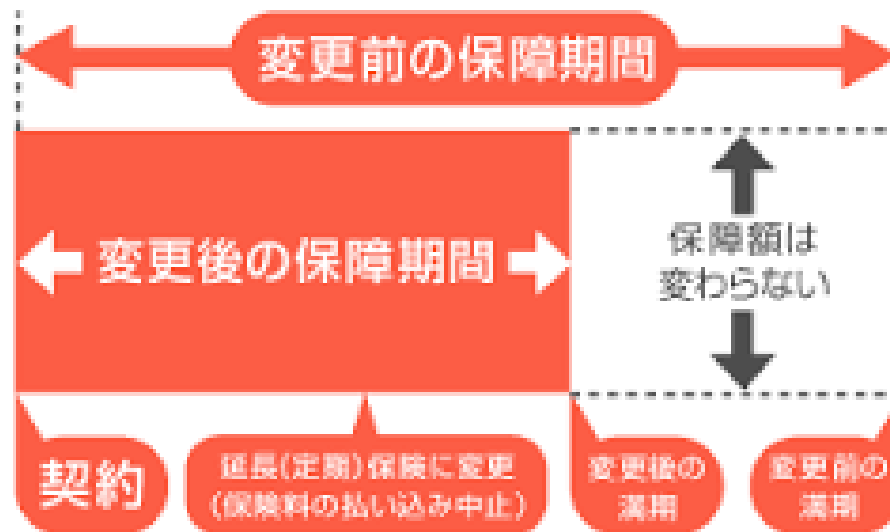 変更前の保障期間
変更後の保障期間
保障額は
変わらない
契約
延長(定期)保険に変更
(保険料の払い込み中止)
変更後の
満期
変更前の
満期